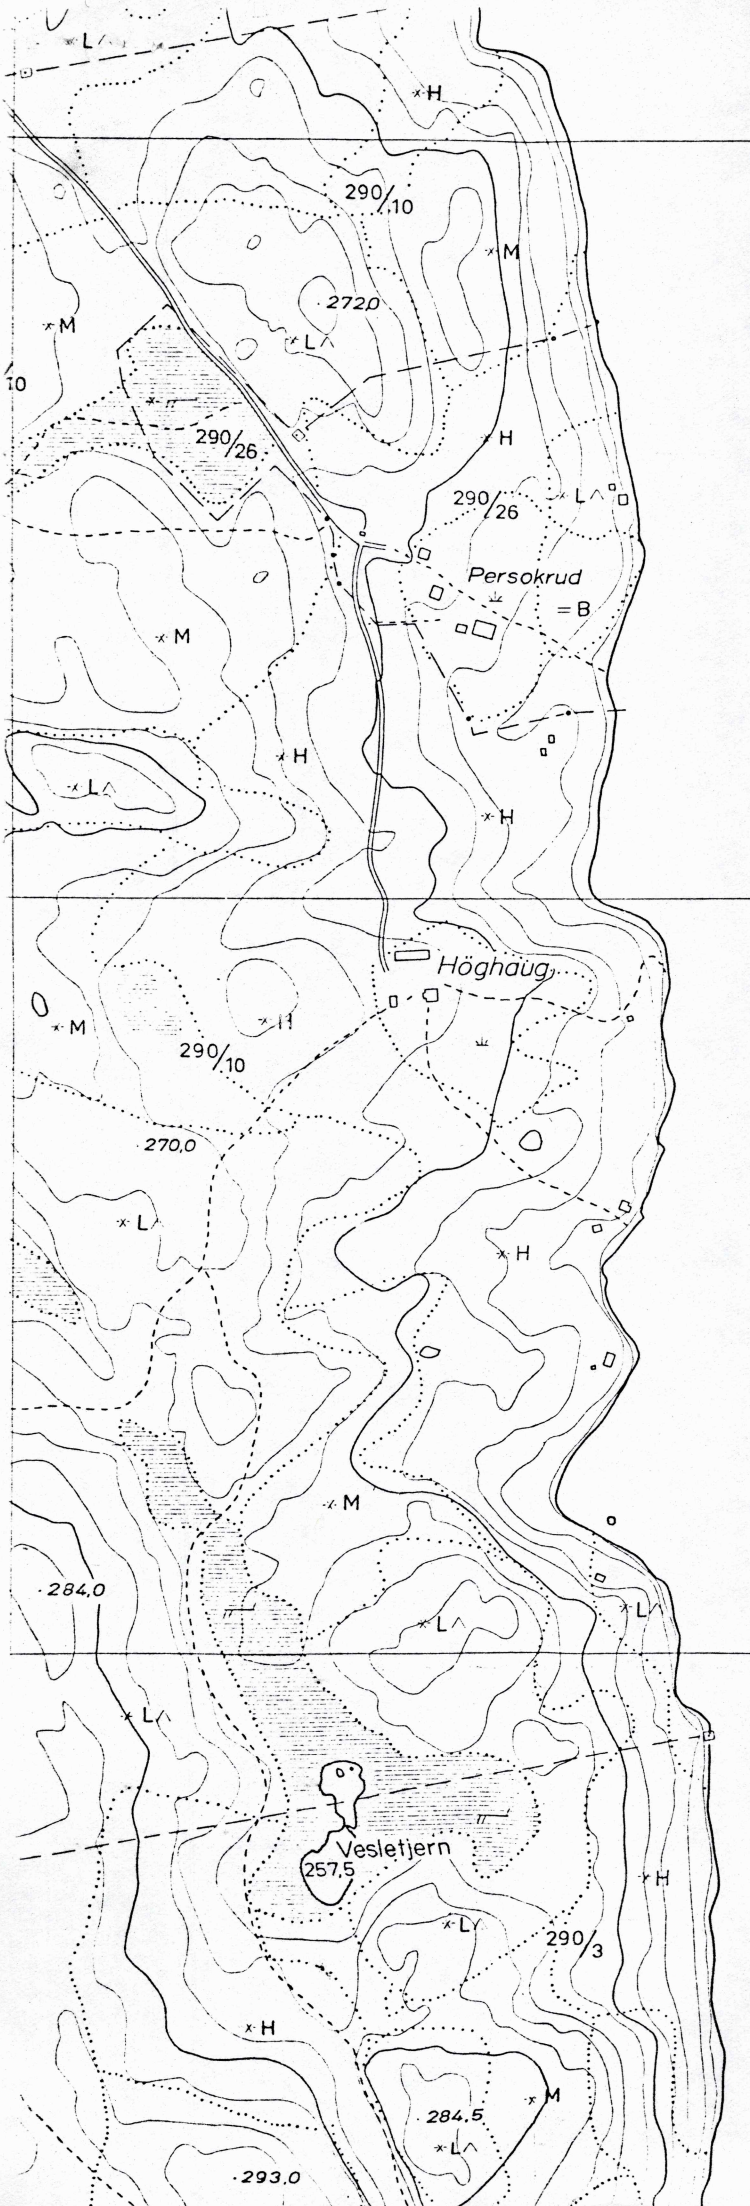 L
H
290/10
M
272,0
M
L
10
H
290/26
290/26
L
Persokrud
= B
M
H
L
H
Höghaug
M
H
290/10
270,0
L
H
M
284,0
L
L
L
Vesletjern
257,5
H
L
290/3
H
M
284,5
L
293,0